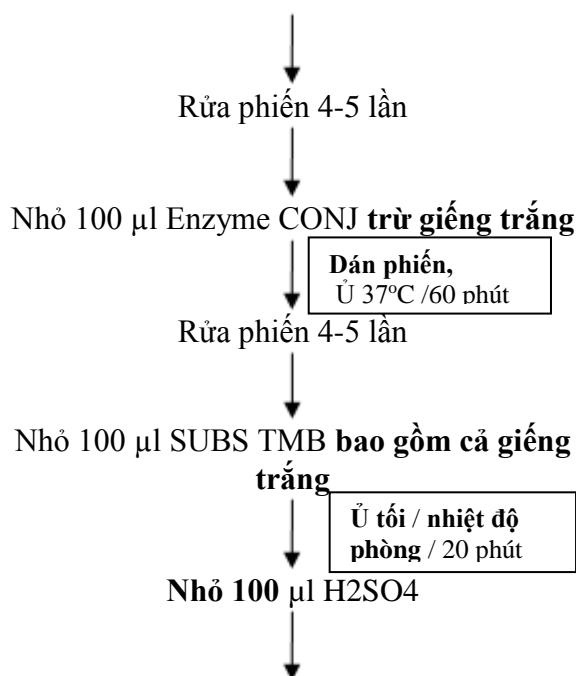 Rửa phiến 4-5 lần
Nhỏ 100 µl Enzyme CONJ trừ giếng trắng
Dán phiến,
Ủ 37ºC /60 phút
Rửa phiến 4-5 lần
Nhỏ 100 µl SUBS TMB bao gồm cả giếng
trắng
Ủ tối / nhiệt độ
phòng / 20 phút
Nhỏ 100 µl H2SO4